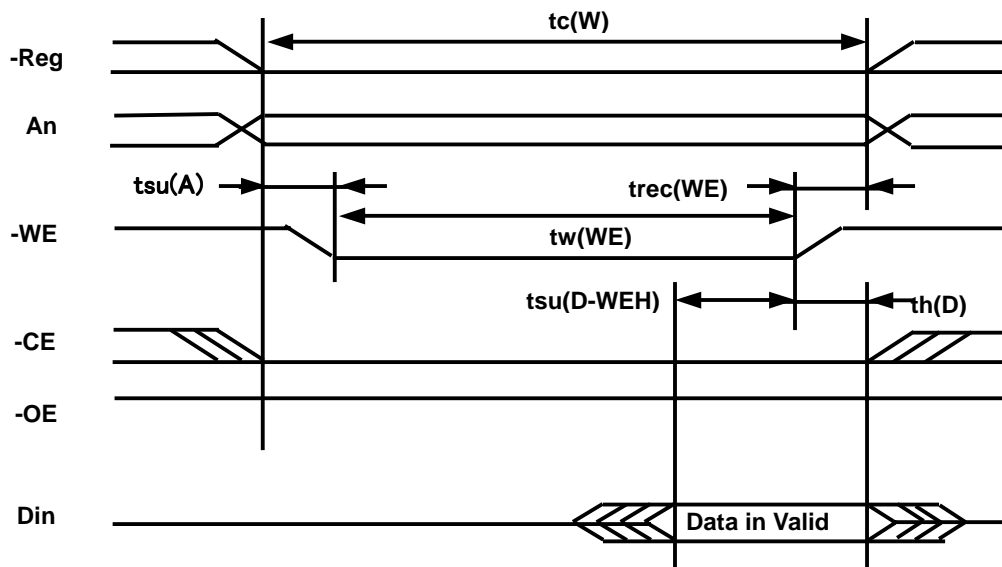 tc(W)
-Reg
An
tsu(A)
trec(WE)
-WE
tw(WE)
tsu(D-WEH)
th(D)
-CE
-OE
Din
Data in Valid